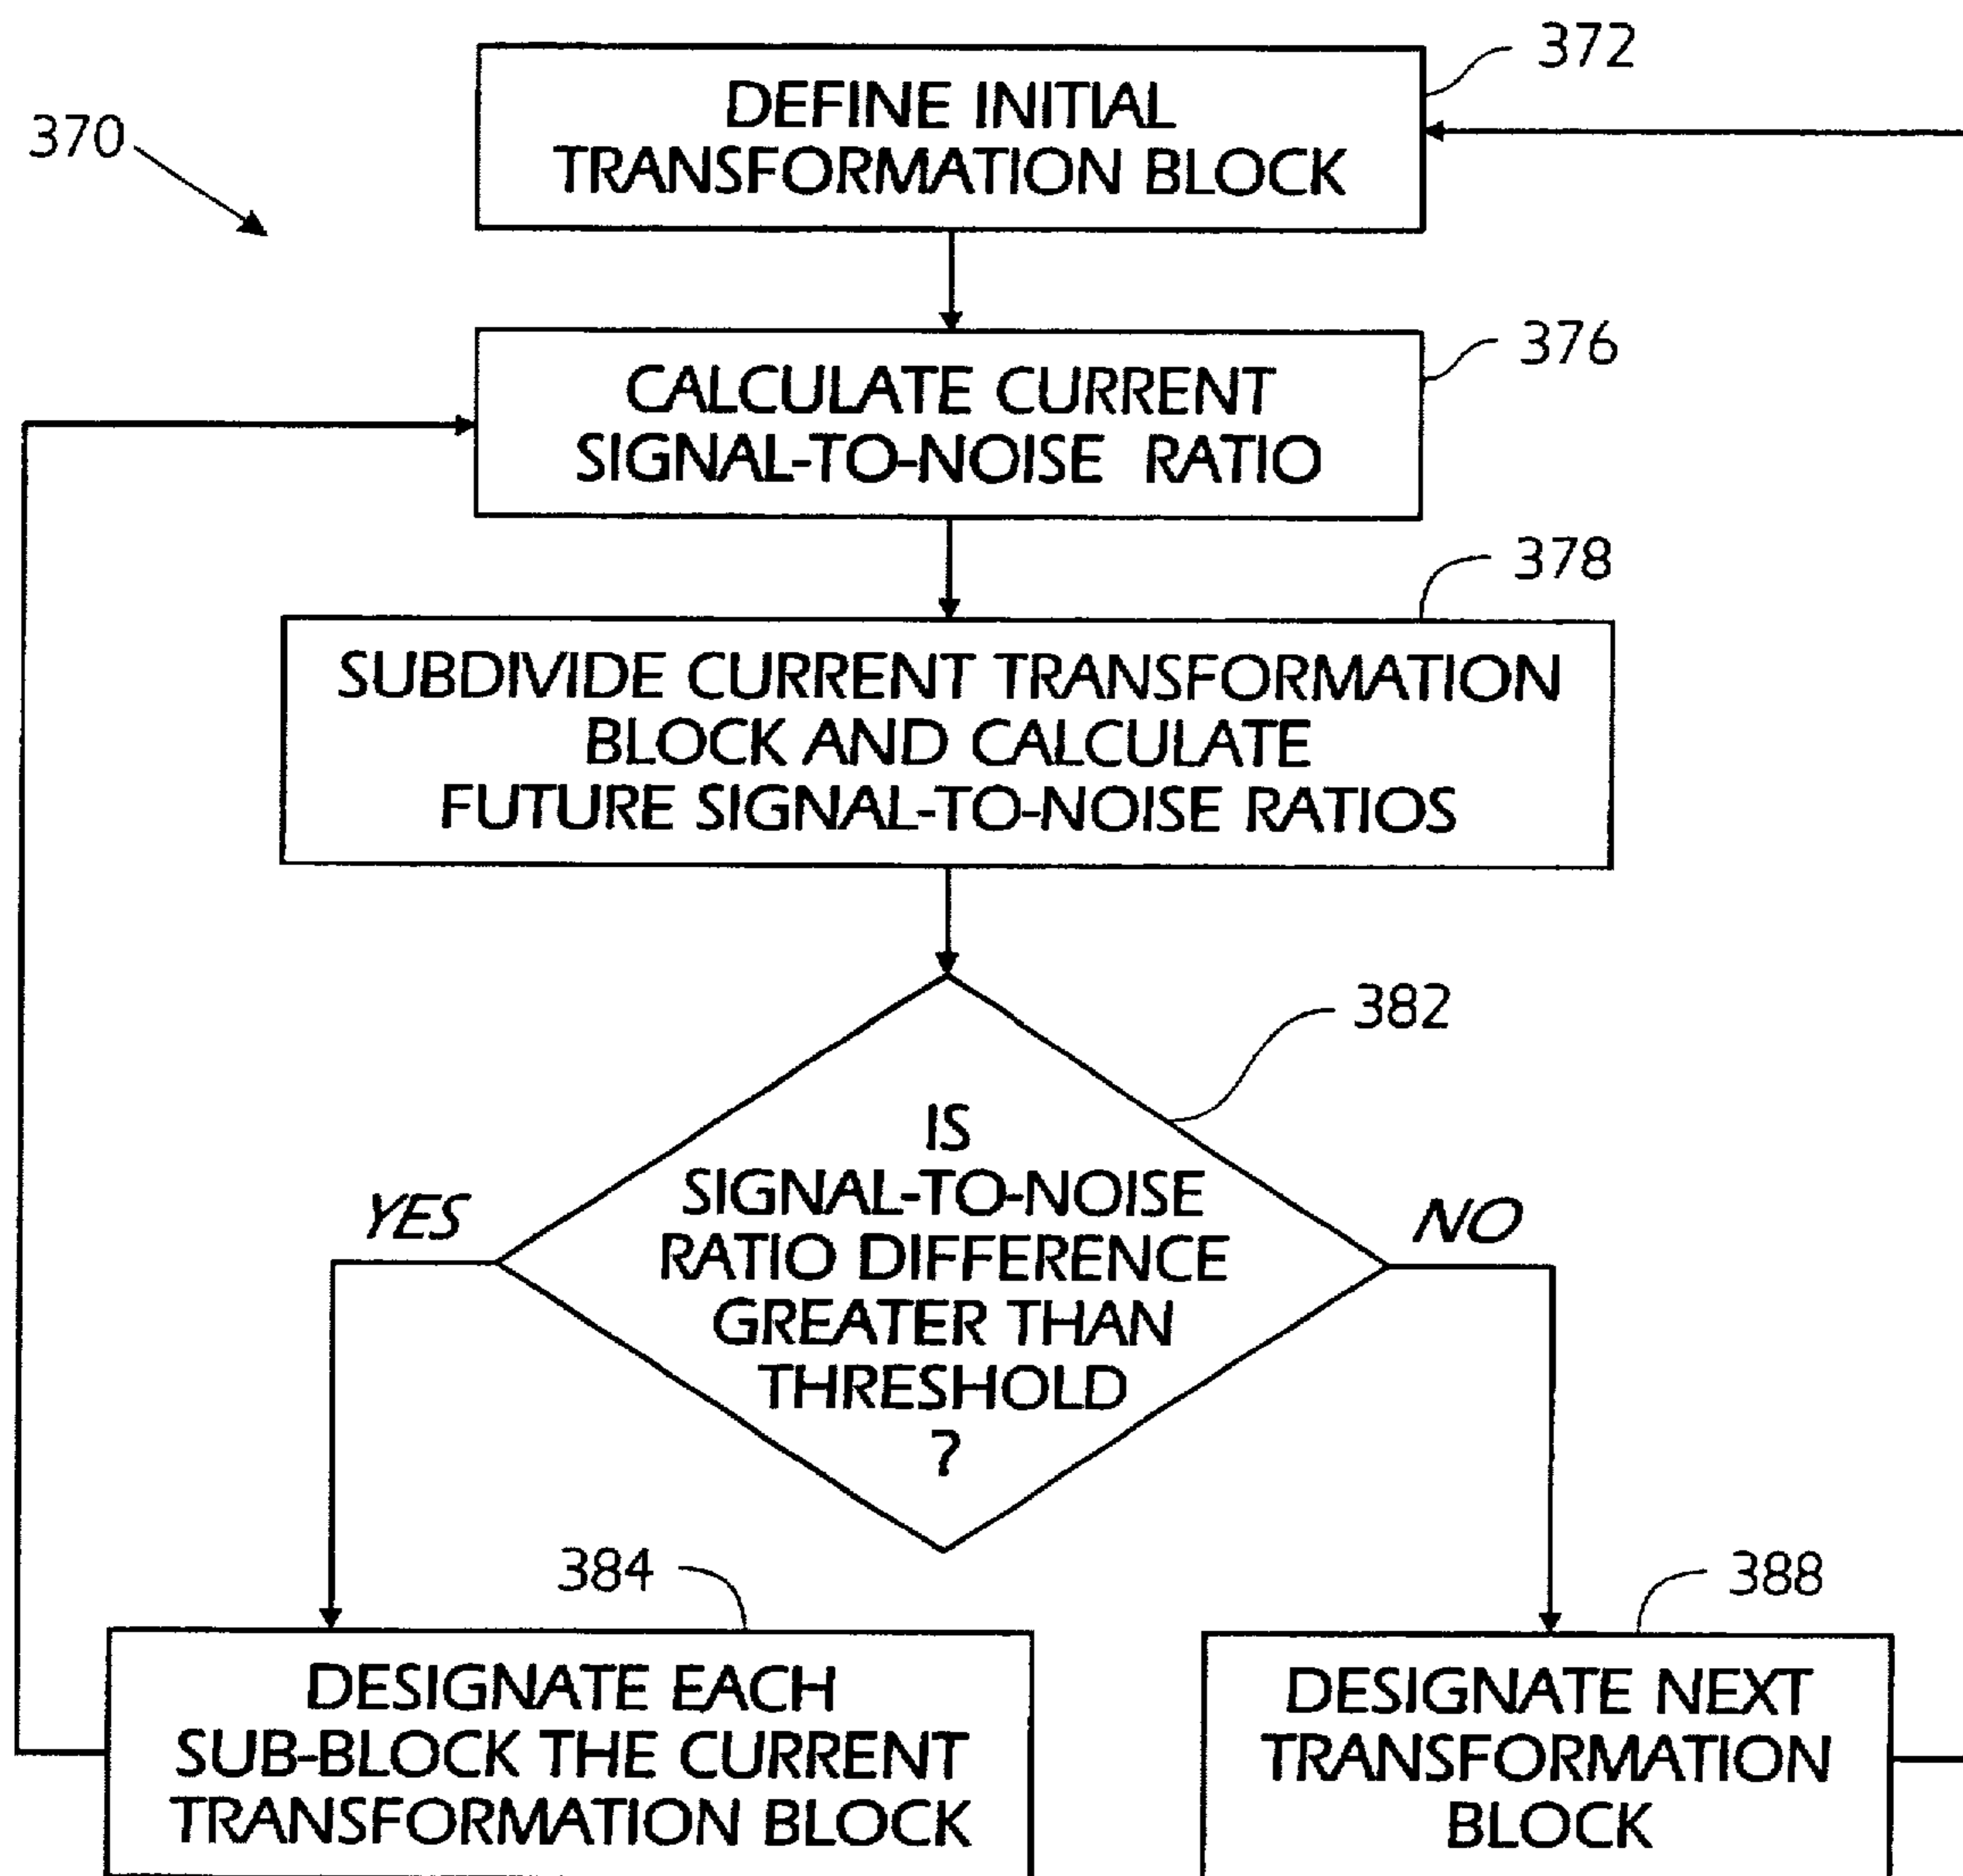 372
370
DEFINE INITIAL
TRANSFORMATION BLOCK
376
CALCULATE CURRENT
SIGNAL-TO-NOISE RATIO
378
SUBDIVIDE CURRENT TRANSFORMATION
BLOCK AND CALCULATE
FUTURE SIGNAL-TO-NOISE RATIOS
382
IS
SIGNAL-TO-NOISE
RATIO DIFFERENCE
GREATER THAN
THRESHOLD
?
YES
NO
384
388
DESIGNATE EACH
SUB-BLOCK THE CURRENT
TRANSFORMATION BLOCK
DESIGNATE NEXT
TRANSFORMATION
BLOCK